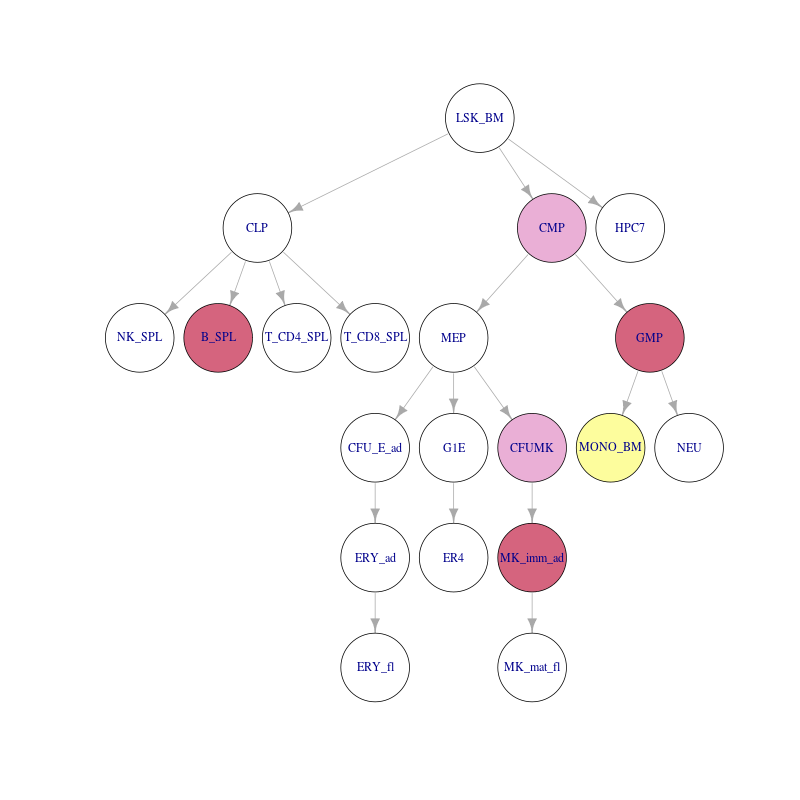 LSK_BM
CLP
CMP
HPC7
NK_SPL
B_SPL
T_CD4_SPL
T_CD8_SPL
MEP
GMP
CFU_E_ad
G1E
CFUMK
MONO_BM
NEU
ERY_ad
ER4
MK_imm_ad
ERY_fl
MK_mat_fl